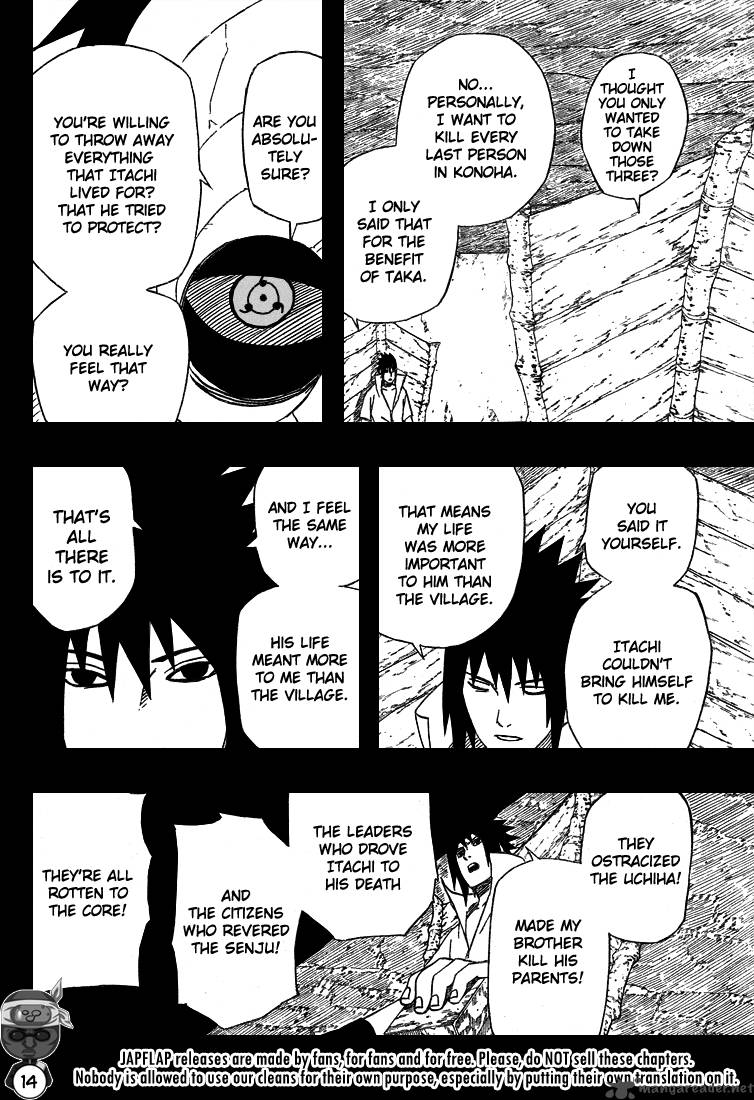 I
THOUGHT
YOU ONLY
WANTED
TO TAKE
DOWN
THOSE
THREE?
NO...
PERSONALLY,
I WANT TO
KILL EVERY
LAST PERSON
IN KONOHA.
I ONLY
SAID THAT
FOR THE
BENEFIT
OF TAKA.
ARE YOU
ABSOLU-
TELY
SURE?
YOU'RE WILLING
TO THROW AWAY
EVERYTHING
THAT ITACHI
LIVED FOR?
THAT HE TRIED
TO PROTECT?
YOU REALLY
FEEL THAT
WAY?
YOU
SAID IT
YOURSELF.
ITACHI
COULDN'T
BRING HIMSELF
TO KILL ME.
THAT MEANS
MY LIFE
WAS MORE
IMPORTANT
TO HIM THAN
THE VILLAGE.
AND I FEEL
THE SAME
WAY...
HIS LIFE
MEANT MORE
TO ME THAN
THE VILLAGE.
THAT'S
ALL
THERE
IS TO IT.
THEY
OSTRACIZED
THE UCHIHA!
MADE MY
BROTHER
KILL HIS
PARENTS!
THE LEADERS
WHO DROVE
ITACHI TO
HIS DEATH
AND
THE CITIZENS
WHO REVERED
THE SENJU!
THEY'RE ALL
ROTTEN TO
THE CORE!
14
JAPFLAP releases are made by fans, for fans and for free. Please, do NOT sell these chapters.
Nobody is allowed to use our cleans for their own purpose, especially by putting their own translation on it.
mangareader.net